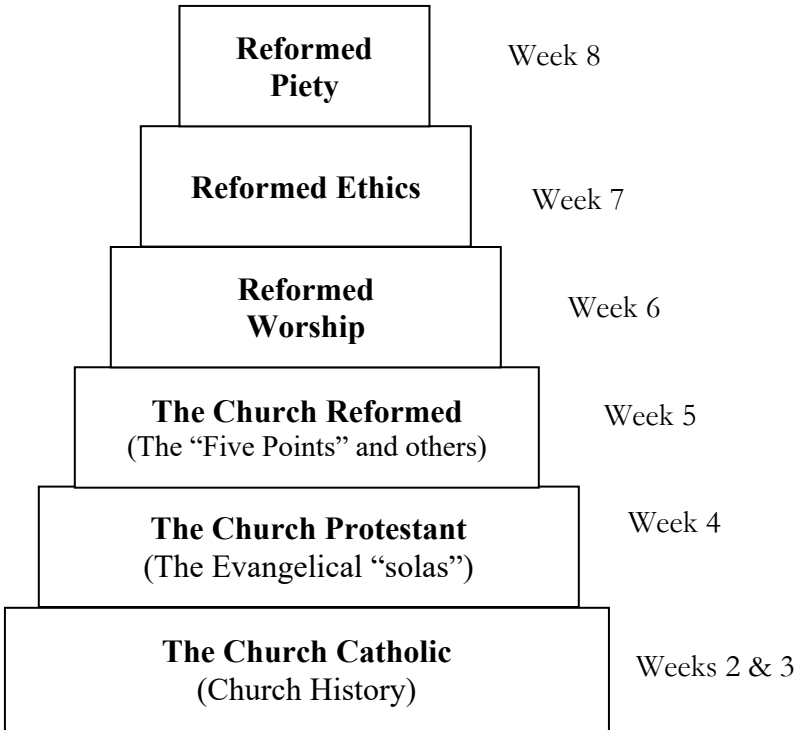 Reformed
Piety
Week 8
Reformed Ethics
Week 7
Reformed
Worship
Week 6
The Church Reformed
(The “Five Points” and others)
Week 5
The Church Protestant
(The Evangelical “solas”)
Week 4
The Church Catholic
(Church History)
Weeks 2 & 3